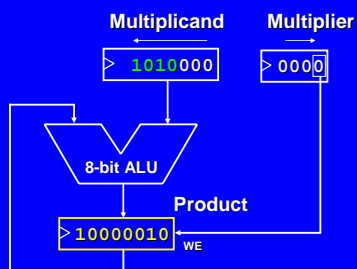 Multiplicand Multiplier
1010000 0000
8-bit ALU
Product
10000010
WE